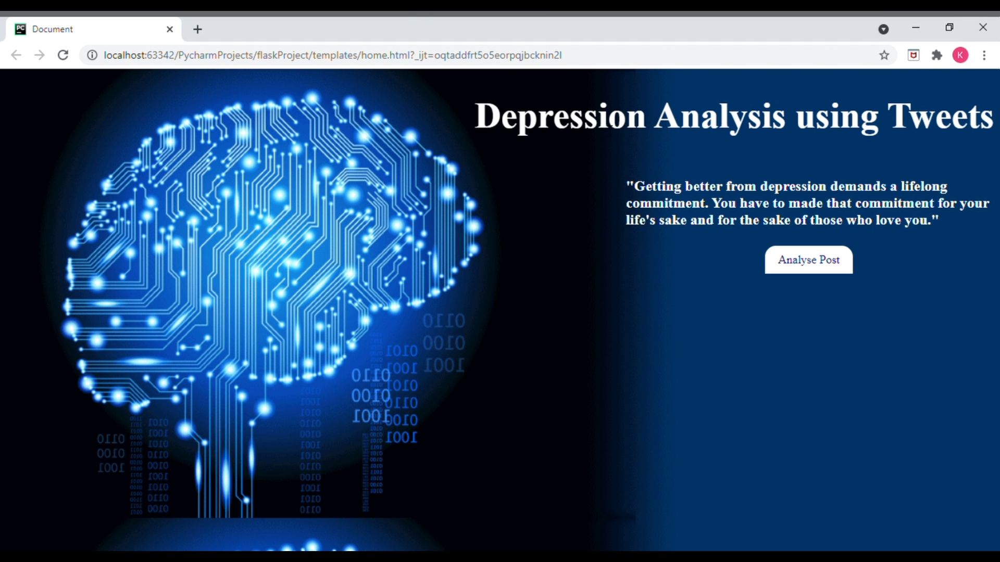 PC Document
localhost:63342/PycharmProjects/flaskProject/templates/home.html?_ijt=oqtaddfrt5o5eorpqjbcknin2l
K
Depression Analysis using Tweets
"Getting better from depression demands a lifelong
commitment. You have to made that commitment for your
life's sake and for the sake of those who love you."
Analyse Post